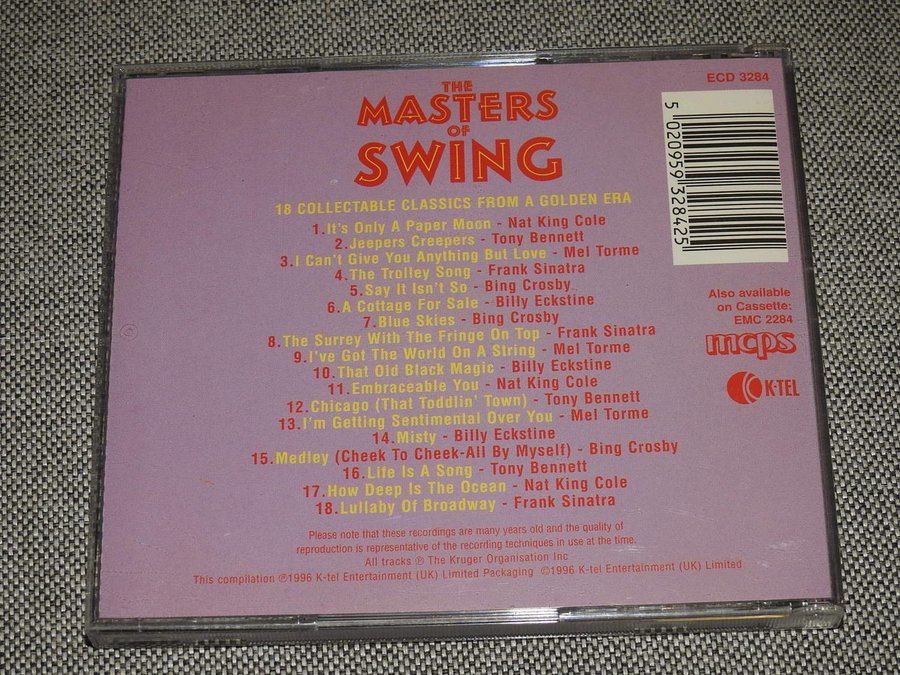 THE
MASTERS
OF
SWING
18 COLLECTABLE CLASSICS FROM A GOLDEN ERA
1.It's Only A Paper Moon - Nat King Cole
2.Jeepers Creepers - Tony Bennett
3.I Can't Give You Anything But Love - Mel Torme
4.The Trolley Song - Frank Sinatra
5.Say It Isn't So - Bing Crosby
6.A Cottage For Sale - Billy Eckstine
7.Blue Skies - Bing Crosby
8.The Surrey With The Fringe On Top - Frank Sinatra
9.I've Got The World On A String - Mel Torme
10.That Old Black Magic - Billy Eckstine
11.Embraceable You - Nat King Cole
12.Chicago (That Toddlin' Town) - Tony Bennett
13.I'm Getting Sentimental Over You - Mel Torme
14.Misty - Billy Eckstine
15.Medley (Cheek To Cheek-All By Myself) - Bing Crosby
16.Life Is A Song - Tony Bennett
17.How Deep Is The Ocean - Nat King Cole
18.Lullaby Of Broadway - Frank Sinatra
Please note that these recordings are many years old and the quality of
reproduction is representative of the recording techniques in use at the time.
All tracks ℗ The Kruger Organisation Inc
This compilation ℗1996 K-tel Entertainment (UK) Limited Packaging ©1996 K-tel Entertainment (UK) Limited
ECD 3284
5 020959 328425
Also available
on Cassette:
EMC 2284
mcps
K-TEL